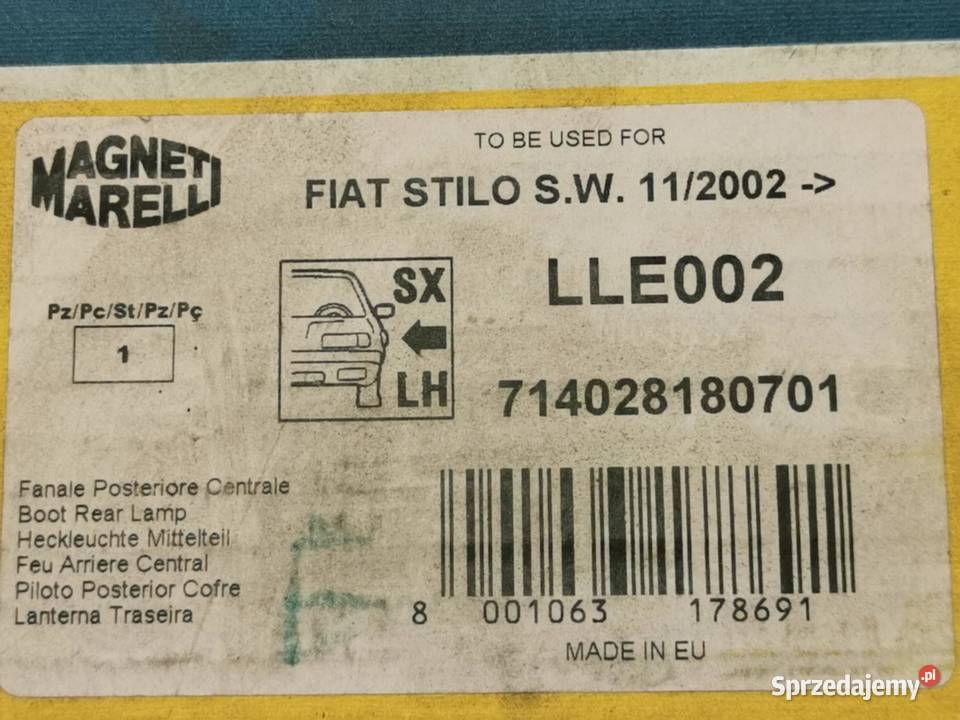 MAGNETI
MARELLI
TO BE USED FOR
FIAT STILO S.W. 11/2002 ->
LLE002
SX
LH
Pz/Pc/St/Pz/Pç
1
714028180701
Fanale Posteriore Centrale
Boot Rear Lamp
Heckleuchte Mittelteil
Feu Arriere Central
Piloto Posterior Cofre
Lanterna Traseira
8 001063 178691
MADE IN EU
Sprzedajemy.pl